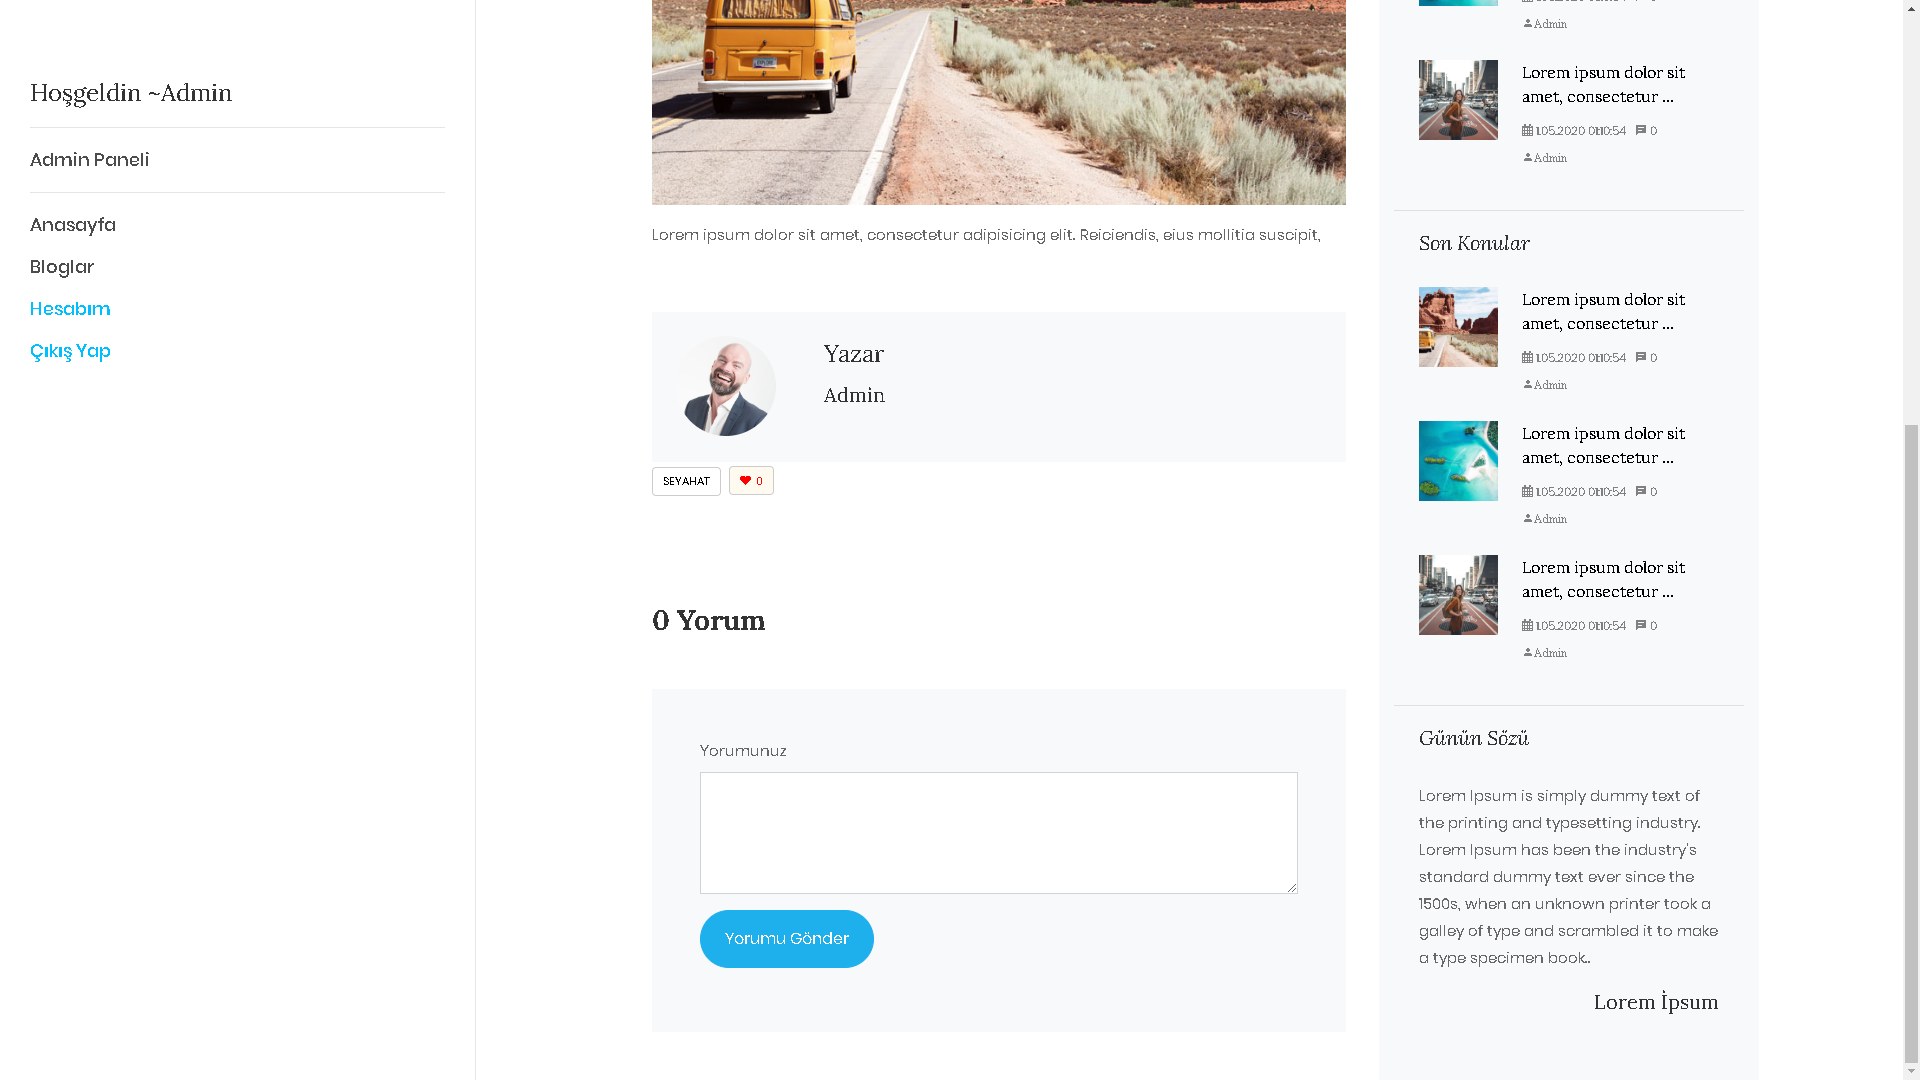 Hoşgeldin ~Admin
Admin Paneli
Anasayfa
Bloglar
Hesabım
Çıkış Yap
EXPLORE
Lorem ipsum dolor sit amet, consectetur adipisicing elit. Reiciendis, eius mollitia suscipit,
Yazar
Admin
SEYAHAT
0
0 Yorum
Yorumunuz
Yorumu Gönder
Admin
Lorem ipsum dolor sit
amet, consectetur ...
1.05.2020 01:10:54 0
Admin
Son Konular
Lorem ipsum dolor sit
amet, consectetur ...
1.05.2020 01:10:54 0
Admin
Lorem ipsum dolor sit
amet, consectetur ...
1.05.2020 01:10:54 0
Admin
Lorem ipsum dolor sit
amet, consectetur ...
1.05.2020 01:10:54 0
Admin
Günün Sözü
Lorem Ipsum is simply dummy text of
the printing and typesetting industry.
Lorem Ipsum has been the industry's
standard dummy text ever since the
1500s, when an unknown printer took a
galley of type and scrambled it to make
a type specimen book..
Lorem İpsum